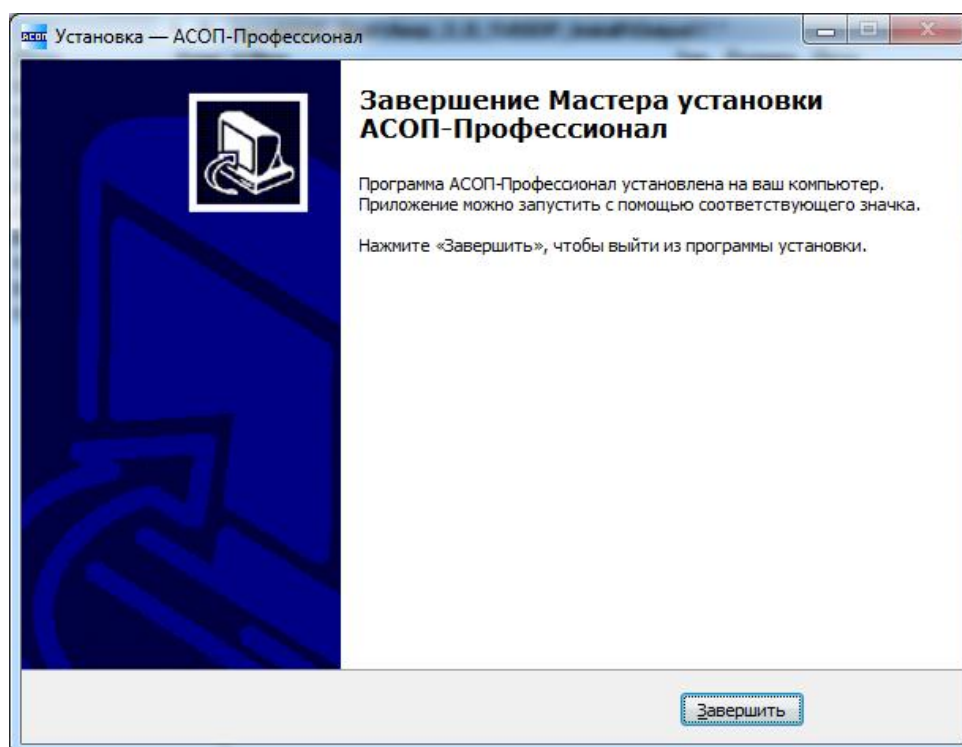 АСОП Установка — АСОП-Профессионал
Завершение Мастера установки
АСОП-Профессионал
Программа АСОП-Профессионал установлена на ваш компьютер.
Приложение можно запустить с помощью соответствующего значка.
Нажмите «Завершить», чтобы выйти из программы установки.
Завершить